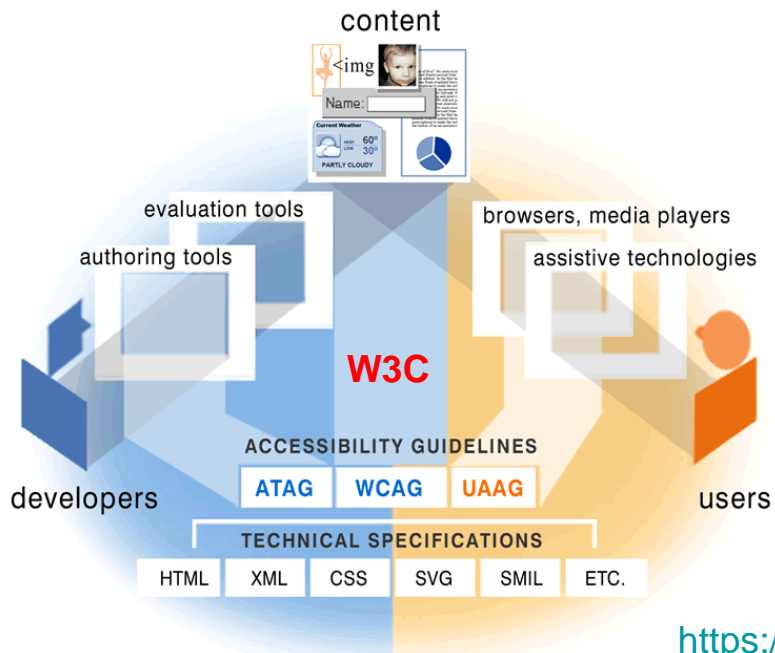 content
<img
Name:
Current Weather
HIGH 60°
LOW 30°
PARTLY CLOUDY
evaluation tools
authoring tools
browsers, media players
assistive technologies
W3C
developers
users
ACCESSIBILITY GUIDELINES
ATAG WCAG UAAG
TECHNICAL SPECIFICATIONS
HTML XML CSS SVG SMIL ETC.
https:/